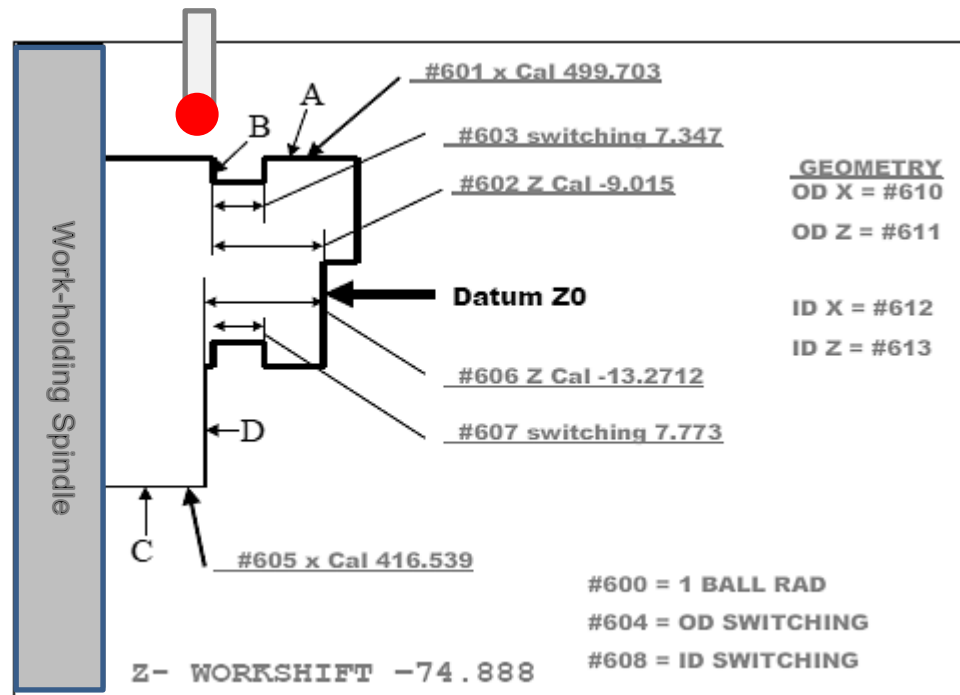 #601 x Cal 499.703
A
B
#603 switching 7.347
#602 Z Cal -9.015
GEOMETRY
OD X = #610
OD Z = #611
Work-holding Spindle
Datum Z0
ID X = #612
ID Z = #613
#606 Z Cal -13.2712
D
#607 switching 7.773
C
#605 x Cal 416.539
#600 = 1 BALL RAD
#604 = OD SWITCHING
#608 = ID SWITCHING
Z- WORKSHIFT -74.888